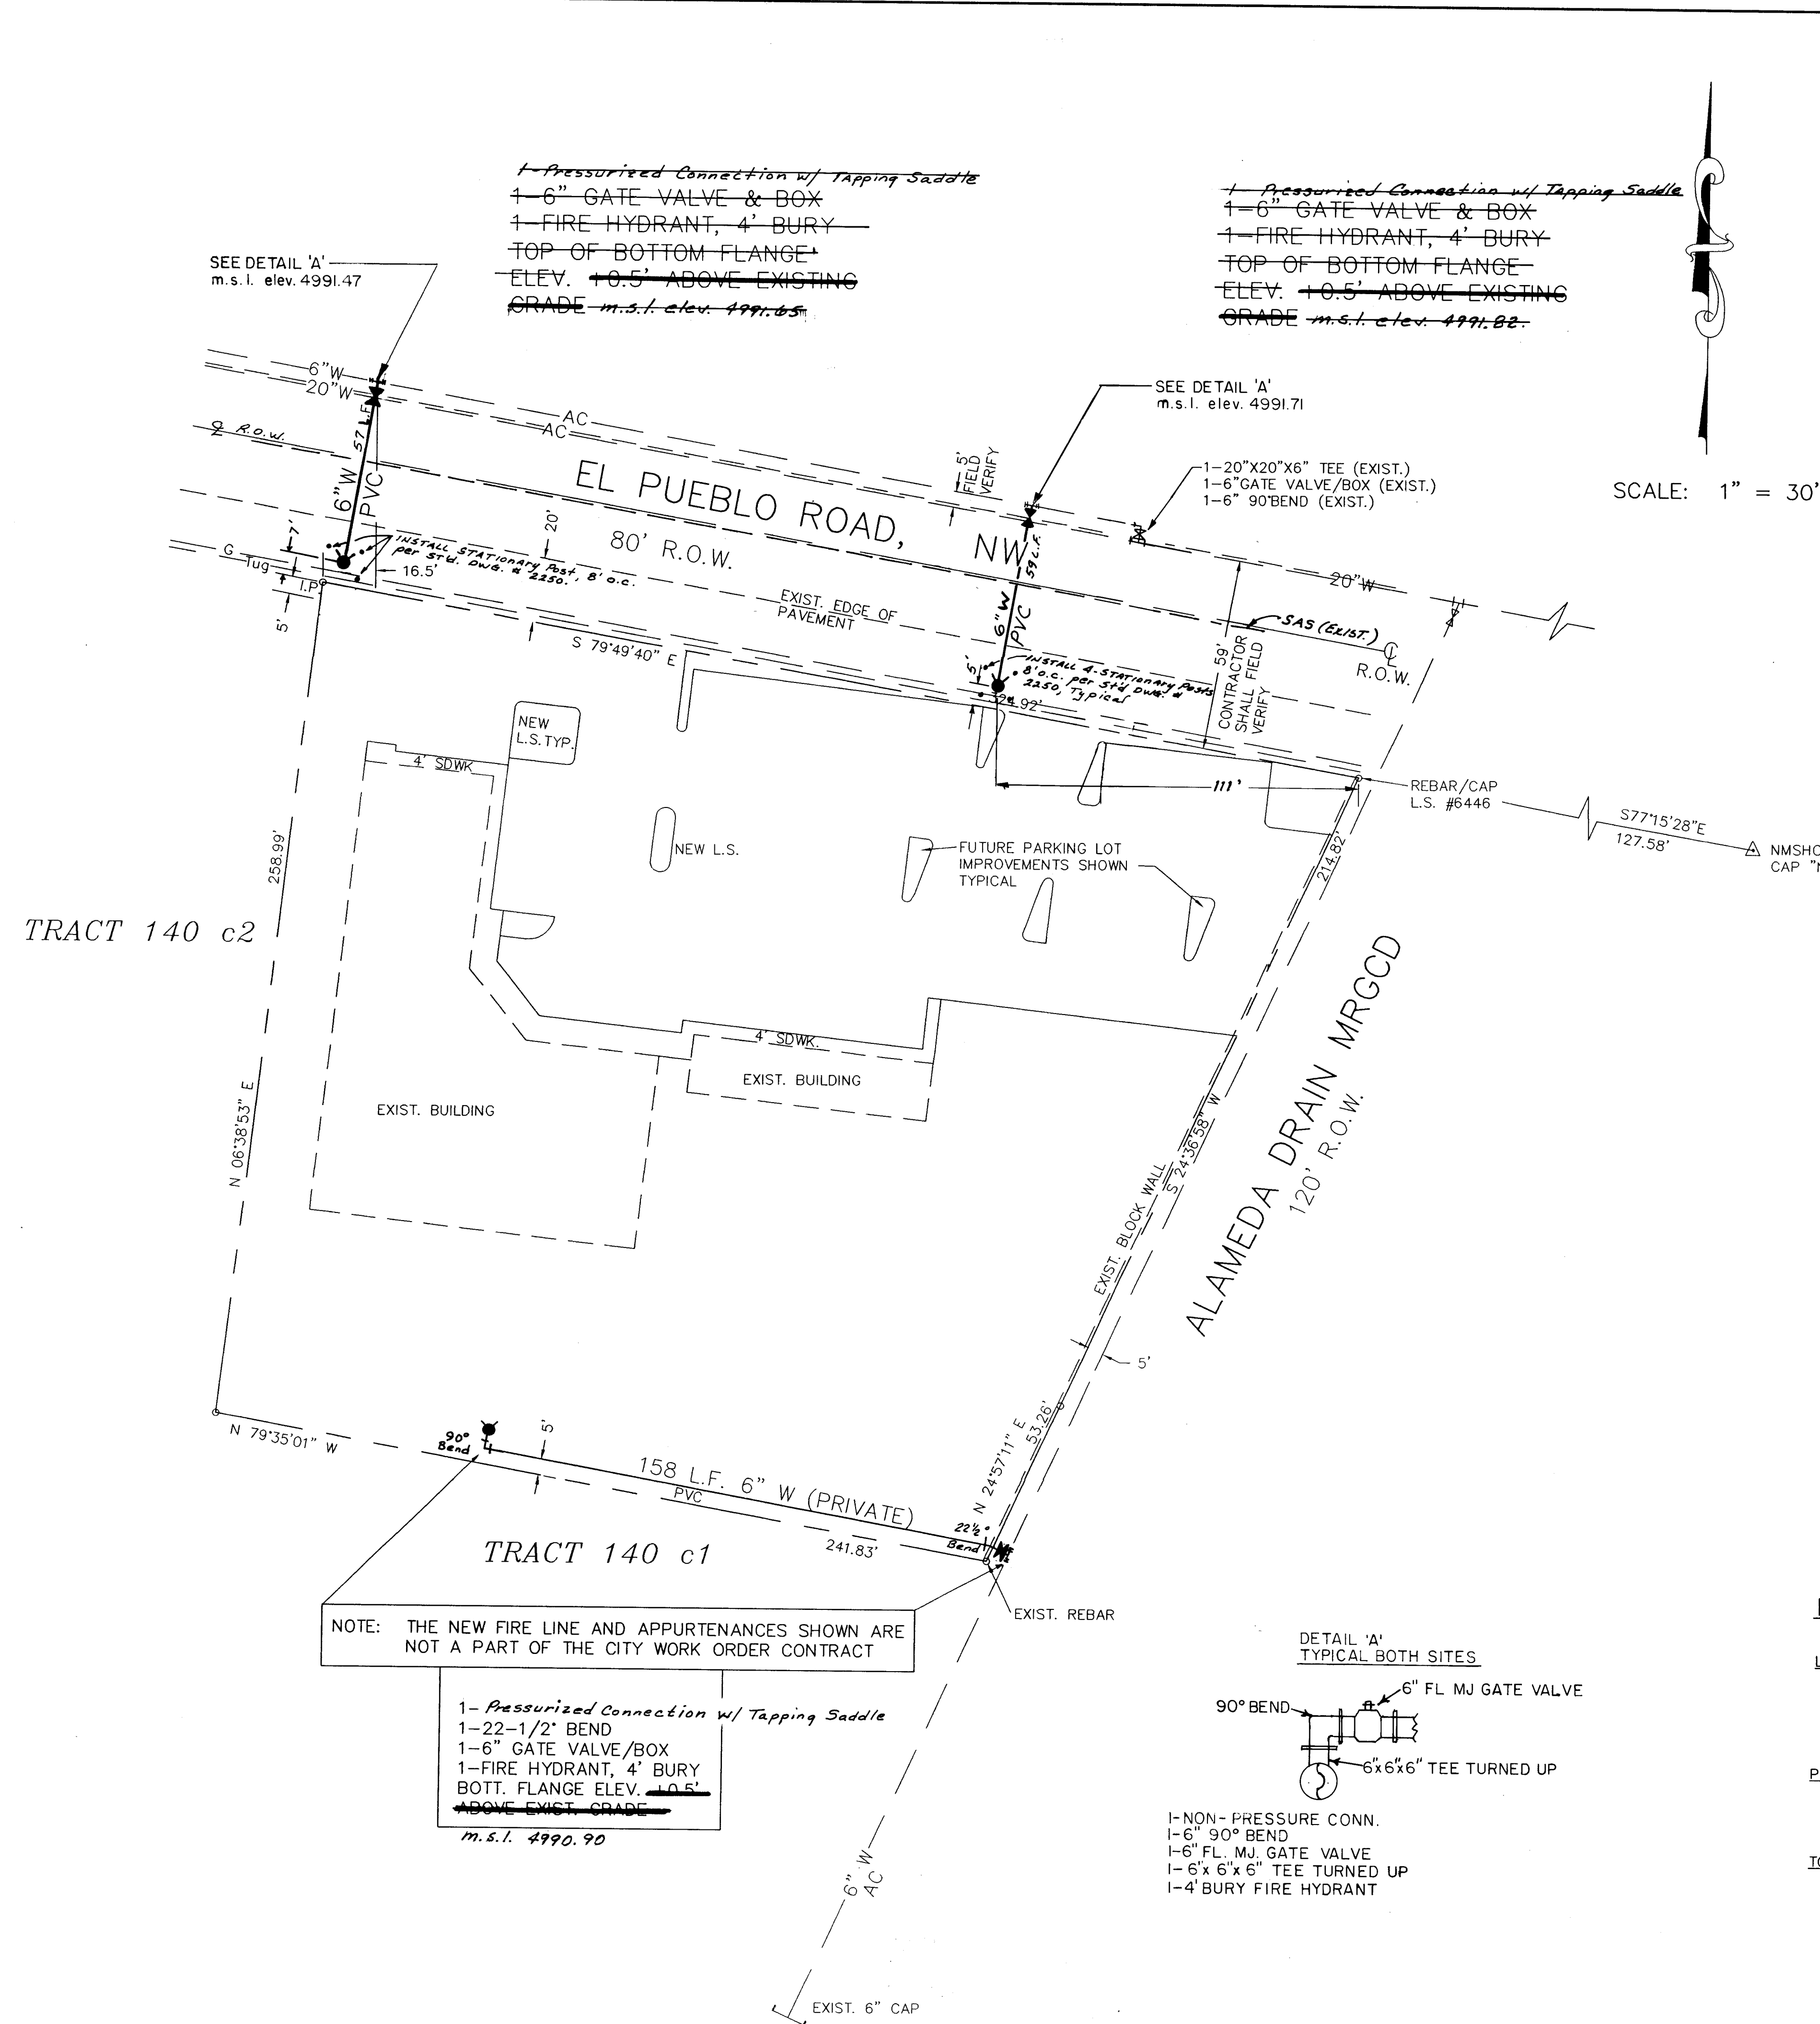 1-Pressurized Connection w/ Tapping Saddle
1-6" GATE VALVE & BOX
1-FIRE HYDRANT, 4' BURY
TOP OF BOTTOM FLANGE
ELEV. +0.5' ABOVE EXISTING
GRADE m.s.l. elev. 4991.65
1-Pressurized Connection w/ Tapping Saddle
1-6" GATE VALVE & BOX
1-FIRE HYDRANT, 4' BURY
TOP OF BOTTOM FLANGE
ELEV. +0.5' ABOVE EXISTING
GRADE m.s.l. elev. 4991.82.
SEE DETAIL 'A'
m.s.l. elev. 4991.47
SEE DETAIL 'A'
m.s.l. elev. 4991.71
SCALE: 1" = 30'
1-20"X20"X6" TEE (EXIST.)
1-6"GATE VALVE/BOX (EXIST.)
1-6" 90°BEND (EXIST.)
6"W
20"W
AC
AC
℄ R.O.W.
57 L.F.
6"W
PVC
EL PUEBLO ROAD, NW
80' R.O.W.
5'
FIELD
VERIFY
59 L.F.
6"W
PVC
20"W
SAS (EXIST.)
℄
R.O.W.
7'
G
Tug
I.P.
5'
16.5'
20'
INSTALL STATIONARY Post, 8' o.c.
per St'd. DWG. # 2250.
EXIST. EDGE OF
PAVEMENT
S 79°49'40" E
5'
INSTALL 4-STATIONARY Posts
8' o.c. per St'd DWG. #
2250, Typical
324.92'
59'
CONTRACTOR
SHALL FIELD
VERIFY
111'
REBAR/CAP
L.S. #6446
S77°15'28"E
127.58'
NMSHC
CAP "
NEW
L.S.TYP.
4' SDWK
NEW L.S.
FUTURE PARKING LOT
IMPROVEMENTS SHOWN
TYPICAL
214.82'
258.99'
N 06°38'53" E
TRACT 140 c2
4' SDWK.
EXIST. BUILDING
EXIST. BUILDING
ALAMEDA DRAIN MRGCD
120' R.O.W.
S 24°36'58" W
EXIST. BLOCK WALL
5'
N 24°57'11" E
53.26'
N 79°35'01" W
90°
Bend
5'
158 L.F. 6" W (PRIVATE)
PVC
241.83'
22½°
Bend
TRACT 140 c1
EXIST. REBAR
NOTE: THE NEW FIRE LINE AND APPURTENANCES SHOWN ARE
NOT A PART OF THE CITY WORK ORDER CONTRACT
1- Pressurized Connection w/ Tapping Saddle
1-22-1/2° BEND
1-6" GATE VALVE/BOX
1-FIRE HYDRANT, 4' BURY
BOTT. FLANGE ELEV. +0.5'
ABOVE EXIST. GRADE
m.s.l. 4990.90
DETAIL 'A'
TYPICAL BOTH SITES
6" FL MJ GATE VALVE
90° BEND
6"x6"x6" TEE TURNED UP
1-NON-PRESSURE CONN.
1-6" 90° BEND
1-6" FL. MJ. GATE VALVE
1-6"x 6"x 6" TEE TURNED UP
1-4' BURY FIRE HYDRANT
6" W
AC
EXIST. 6" CAP
L
P
TO